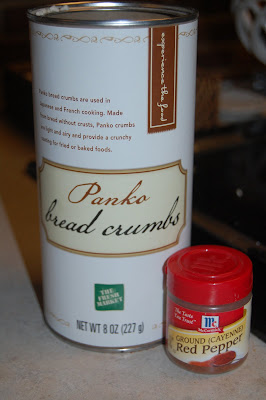 experience the food
Panko bread crumbs are used in
Japanese and French cooking. Made
from bread without crusts, Panko crumbs
are light and airy and provide a crunchy
coating for fried or baked foods.
Panko
bread crumbs
THE
FRESH
MARKET
NET WT 8 OZ (227g)
The Taste
You Trust
McCormick
GROUND (CAYENNE)
Red Pepper